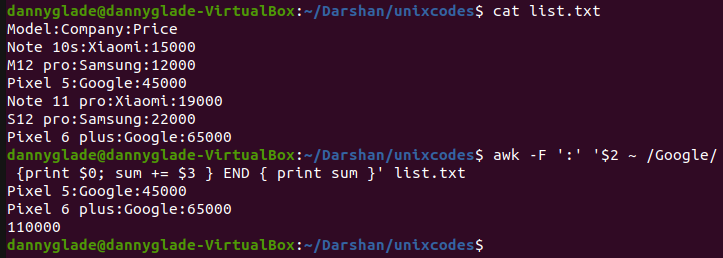 dannyglade@dannyglade-VirtualBox:~/Darshan/unixcodes$ cat list.txt
Model:Company:Price
Note 10s:Xiaomi:15000
M12 pro:Samsung:12000
Pixel 5:Google:45000
Note 11 pro:Xiaomi:19000
S12 pro:Samsung:22000
Pixel 6 plus:Google:65000
dannyglade@dannyglade-VirtualBox:~/Darshan/unixcodes$ awk -F ':' '$2 ~ /Google/
 {print $0; sum += $3 } END { print sum }' list.txt
Pixel 5:Google:45000
Pixel 6 plus:Google:65000
110000
dannyglade@dannyglade-VirtualBox:~/Darshan/unixcodes$